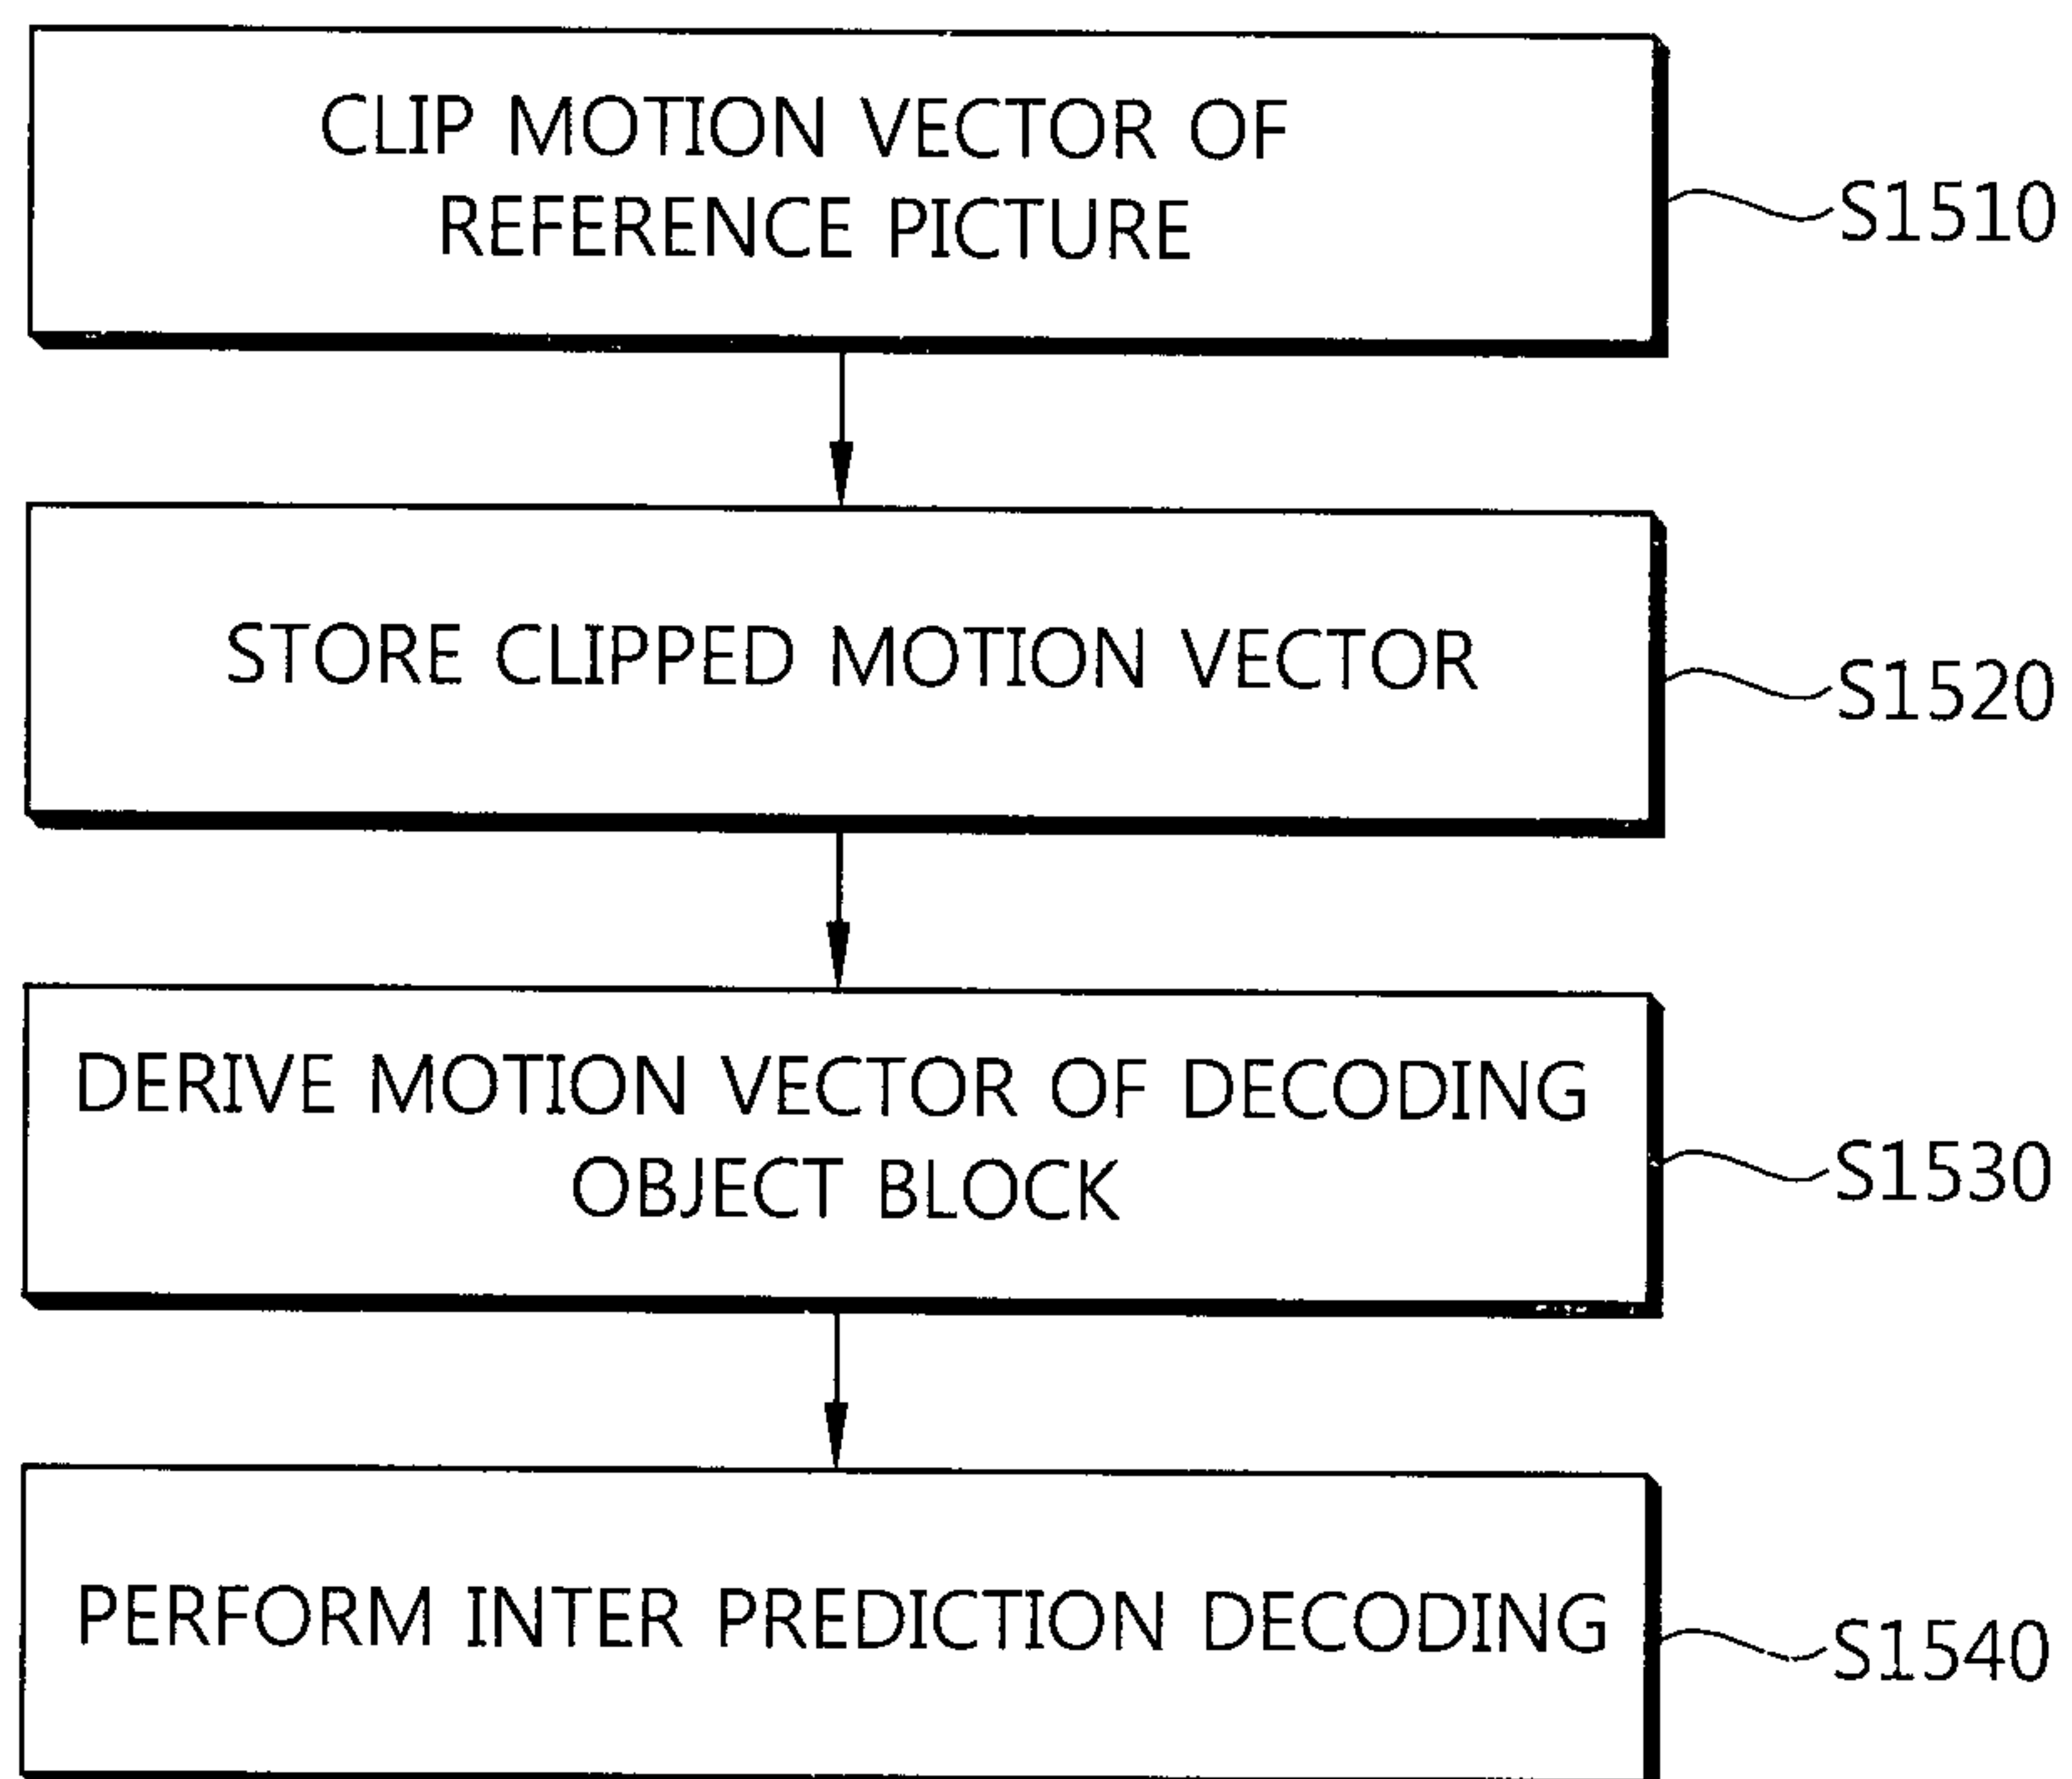 CLIP MOTION VECTOR OF
REFERENCE PICTURE
S1510
STORE CLIPPED MOTION VECTOR
S1520
DERIVE MOTION VECTOR OF DECODING
OBJECT BLOCK
S1530
PERFORM INTER PREDICTION DECODING
S1540